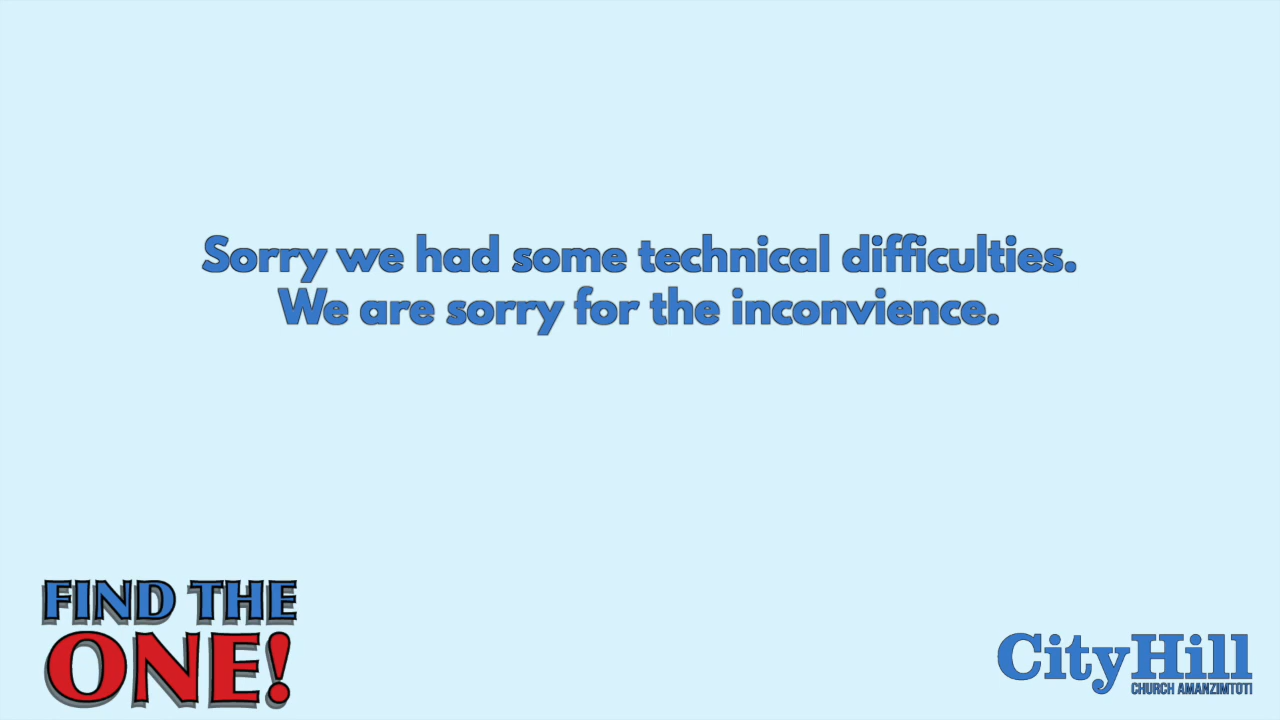 Sorry we had some technical difficulties.
We are sorry for the inconvience.
FIND THE
ONE!
CityHill
CHURCH AMANZIMTOTI